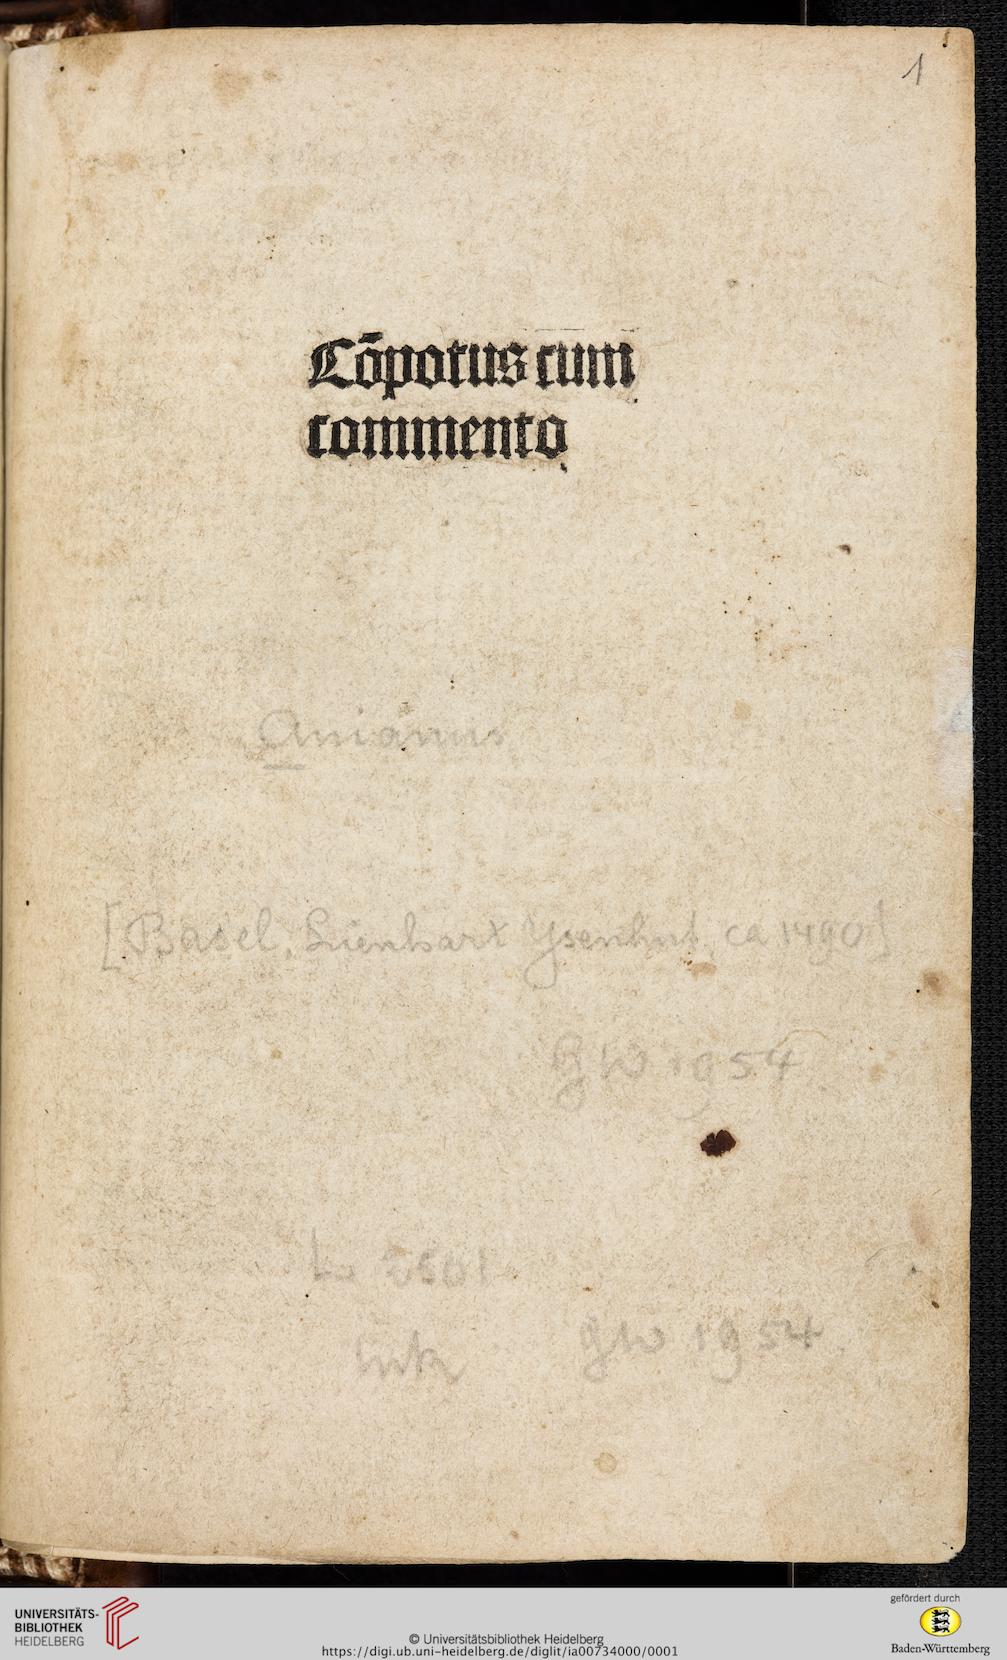 1
Cōpotus cum
commento
Anianus
[Basel, Lienhart Ysenhut, ca 1490]
GW 1954
GW 1954
UNIVERSITÄTS-
BIBLIOTHEK
HEIDELBERG
© Universitätsbibliothek Heidelberg
https://digi.ub.uni-heidelberg.de/diglit/ia00734000/0001
gefördert durch
Baden-Württemberg